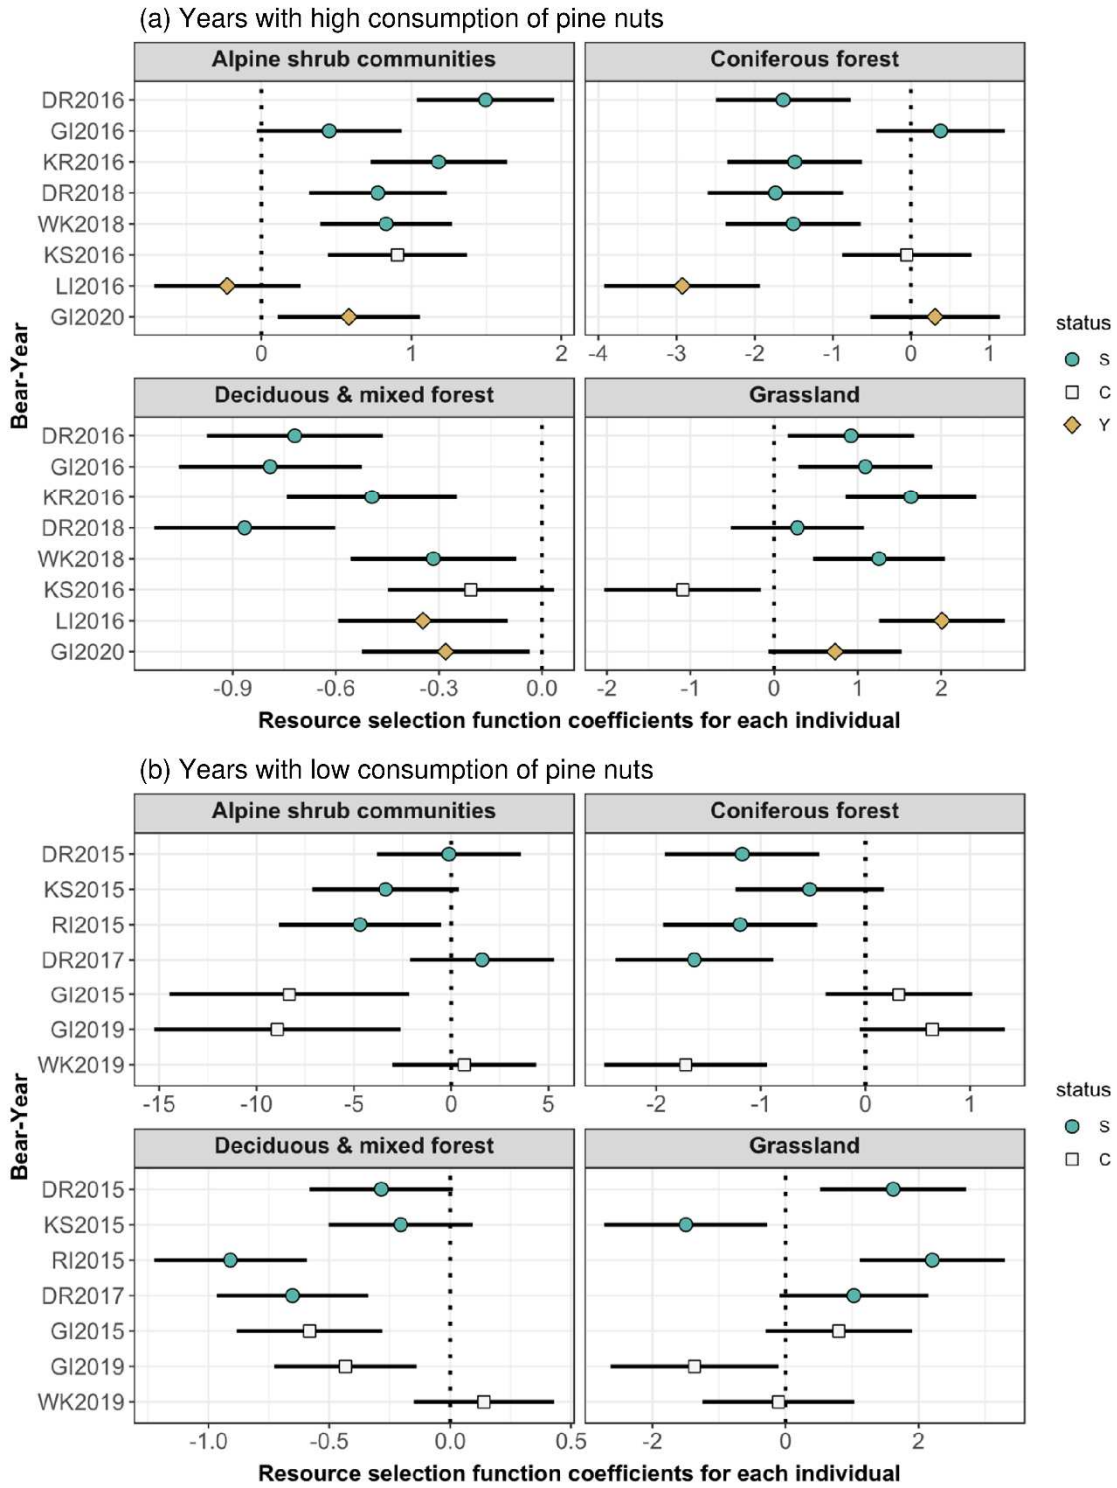 (a) Years with high consumption of pine nuts
Alpine shrub communities
Coniferous forest
DR2016
GI2016
KR2016
DR2018
WK2018
KS2016
LI2016
GI2020
0 1 2
-4 -3 -2 -1 0 1
Deciduous & mixed forest
Grassland
DR2016
GI2016
KR2016
DR2018
WK2018
KS2016
LI2016
GI2020
-0.9 -0.6 -0.3 0.0
-2 -1 0 1 2
Bear-Year
Resource selection function coefficients for each individual
status
S
C
Y
(b) Years with low consumption of pine nuts
Alpine shrub communities
Coniferous forest
DR2015
KS2015
RI2015
DR2017
GI2015
GI2019
WK2019
-15 -10 -5 0 5
-2 -1 0 1
Deciduous & mixed forest
Grassland
DR2015
KS2015
RI2015
DR2017
GI2015
GI2019
WK2019
-1.0 -0.5 0.0 0.5
-2 0 2
Bear-Year
Resource selection function coefficients for each individual
status
S
C